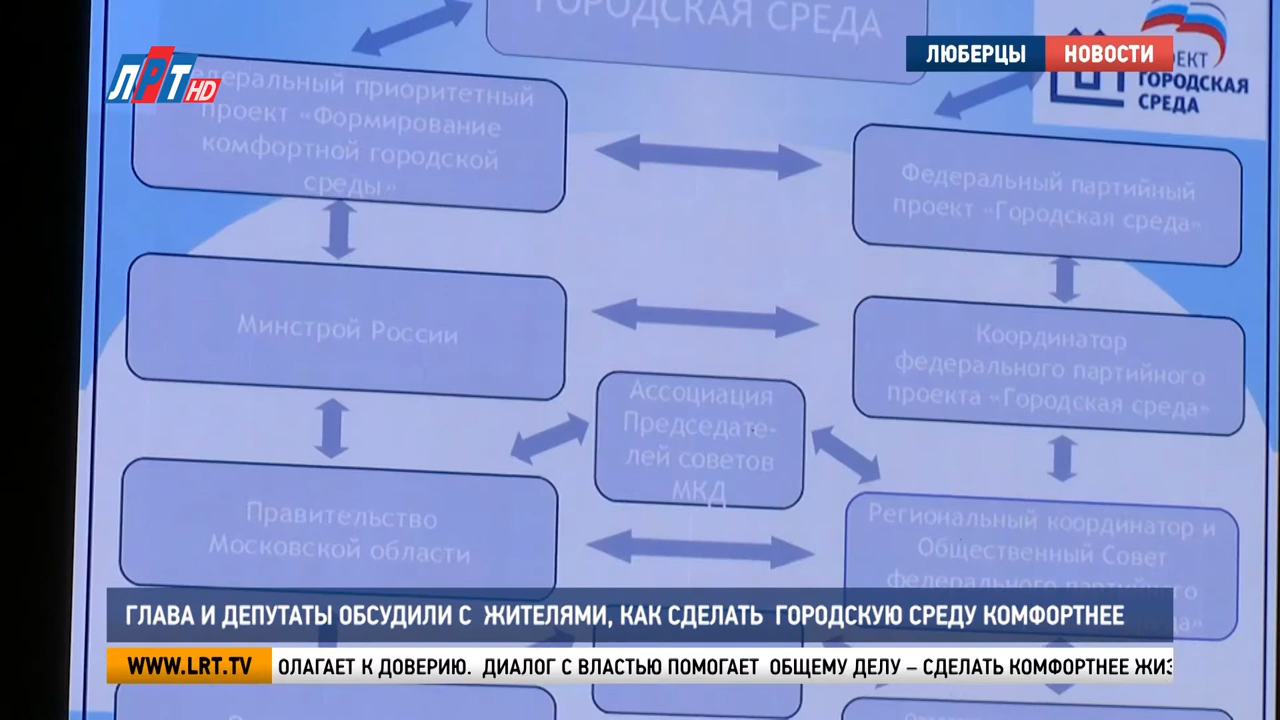 ГОРОДСКАЯ СРЕДА
ЛРТ HD
ЛЮБЕРЦЫ НОВОСТИ
ГОРОДСКАЯ
СРЕДА
приоритетный
проект «Формирование
комфортной городской
среды»
Федеральный партийный
проект «Городская среда»
Минстрой России
Координатор
федерального партийного
проекта «Городская среда»
Ассоциация
Председате-
лей советов
МКД
Правительство
Московской области
Региональный координатор и
Общественный Совет
федерального партийного
ГЛАВА И ДЕПУТАТЫ ОБСУДИЛИ С ЖИТЕЛЯМИ, КАК СДЕЛАТЬ ГОРОДСКУЮ СРЕДУ КОМФОРТНЕЕ
WWW.LRT.TV ОЛАГАЕТ К ДОВЕРИЮ. ДИАЛОГ С ВЛАСТЬЮ ПОМОГАЕТ ОБЩЕМУ ДЕЛУ – СДЕЛАТЬ КОМФОРТНЕЕ ЖИЗ